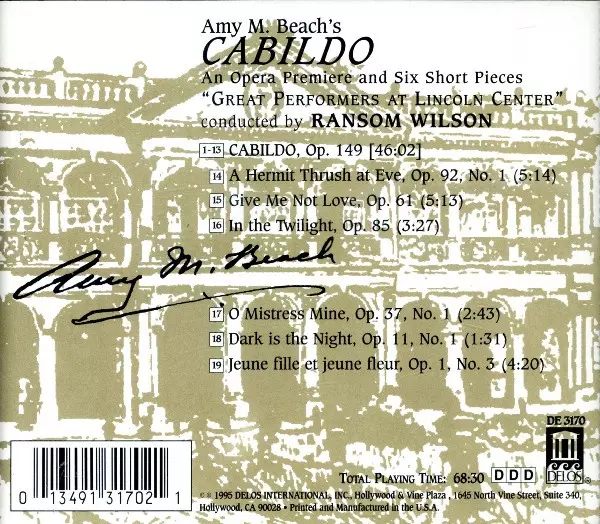 Amy M. Beach's
CABILDO
An Opera Premiere and Six Short Pieces
"GREAT PERFORMERS AT LINCOLN CENTER"
conducted by RANSOM WILSON
1-13 CABILDO, Op. 149 [46:02]
14 A Hermit Thrush at Eve, Op. 92, No. 1 (5:14)
15 Give Me Not Love, Op. 61 (5:13)
16 In the Twilight, Op. 85 (3:27)
Amy M. Beach
17 O Mistress Mine, Op. 37, No. 1 (2:43)
18 Dark is the Night, Op. 11, No. 1 (1:31)
19 Jeune fille et jeune fleur, Op. 1, No. 3 (4:20)
DE 3170
DELOS
TOTAL PLAYING TIME: 68:30 DDD
© ℗ 1995 DELOS INTERNATIONAL, INC., Hollywood & Vine Plaza, 1645 North Vine Street, Suite 340,
Hollywood, CA 90028 • Printed and Manufactured in the U.S.A.
0 13491 31702 1